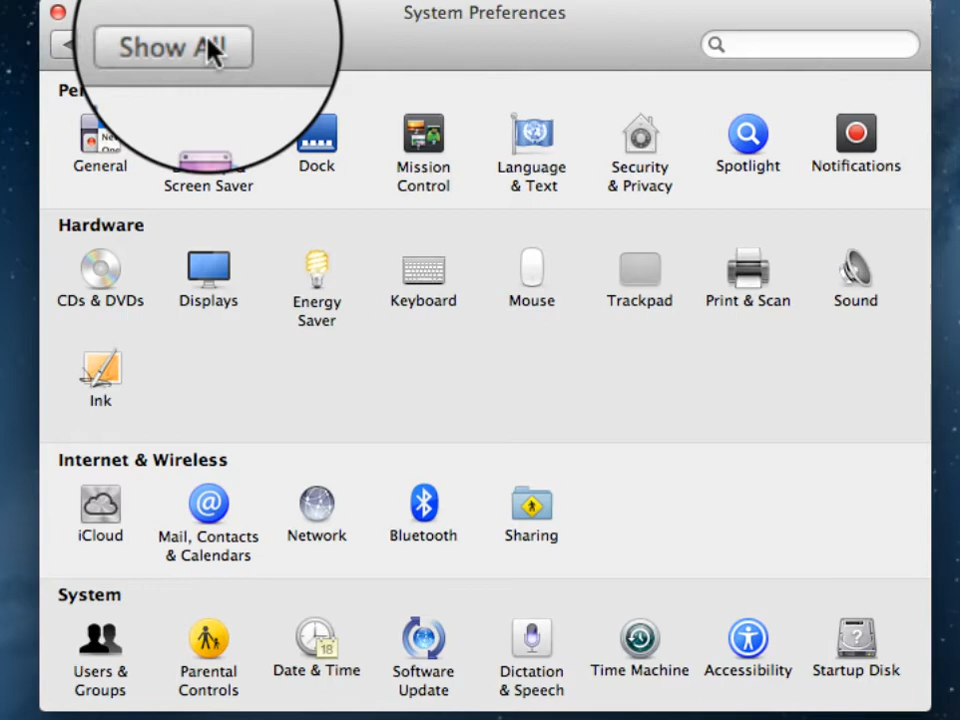 System Preferences
Show All
General
Screen Saver
Dock
Mission
Control
Language
& Text
Security
& Privacy
Spotlight
Notifications
Hardware
CDs & DVDs
Displays
Energy
Saver
Keyboard
Mouse
Trackpad
Print & Scan
Sound
Ink
Internet & Wireless
iCloud
Mail, Contacts
& Calendars
Network
Bluetooth
Sharing
System
Users &
Groups
Parental
Controls
Date & Time
18
Software
Update
Dictation
& Speech
Time Machine
Accessibility
Startup Disk